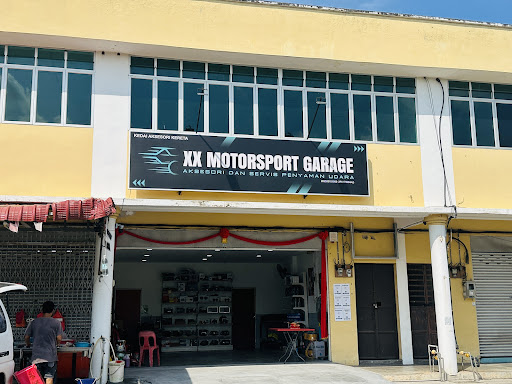 KEDAI AKSESORI KERETA
XX MOTORSPORT GARAGE
AKSESORI DAN SERVIS PENYAMAN UDARA